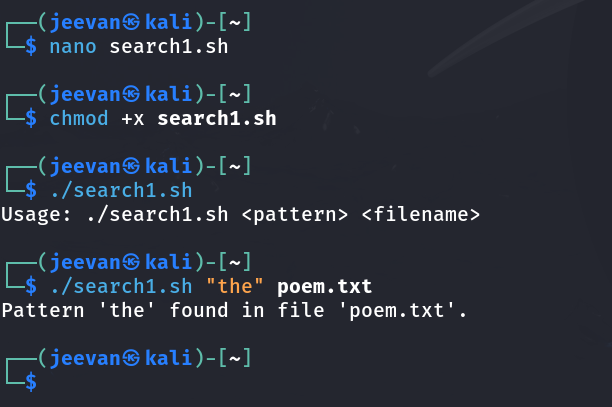 ┌──(jeevan㉿kali)-[~]
└─$ nano search1.sh
┌──(jeevan㉿kali)-[~]
└─$ chmod +x search1.sh
┌──(jeevan㉿kali)-[~]
└─$ ./search1.sh
Usage: ./search1.sh <pattern> <filename>
┌──(jeevan㉿kali)-[~]
└─$ ./search1.sh "the" poem.txt
Pattern 'the' found in file 'poem.txt'.
┌──(jeevan㉿kali)-[~]
└─$